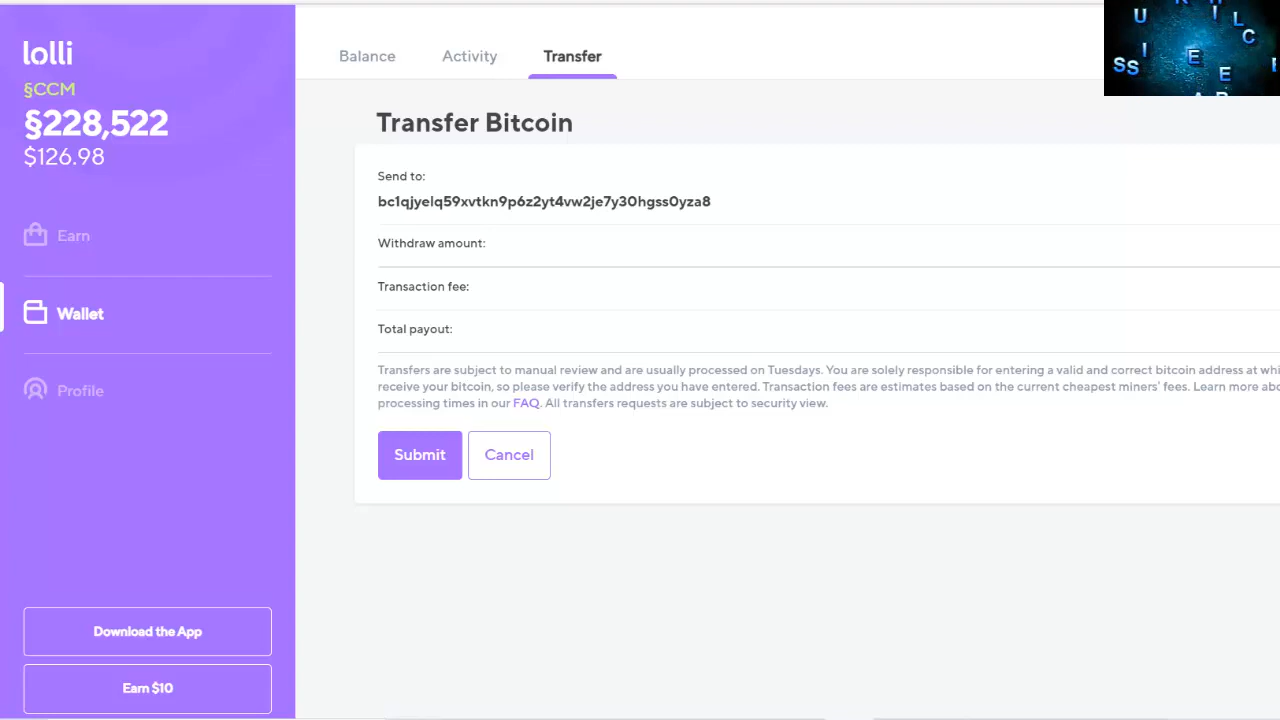 lolli
§CCM
§228,522
$126.98
Earn
Wallet
Profile
Download the App
Earn $10
Balance Activity Transfer
Transfer Bitcoin
Send to:
bc1qjyelq59xvtkn9p6z2yt4vw2je7y30hgss0yza8
Withdraw amount:
Transaction fee:
Total payout:
Transfers are subject to manual review and are usually processed on Tuesdays. You are solely responsible for entering a valid and correct bitcoin address at whi
receive your bitcoin, so please verify the address you have entered. Transaction fees are estimates based on the current cheapest miners' fees. Learn more abo
processing times in our FAQ. All transfers requests are subject to security view.
Submit Cancel